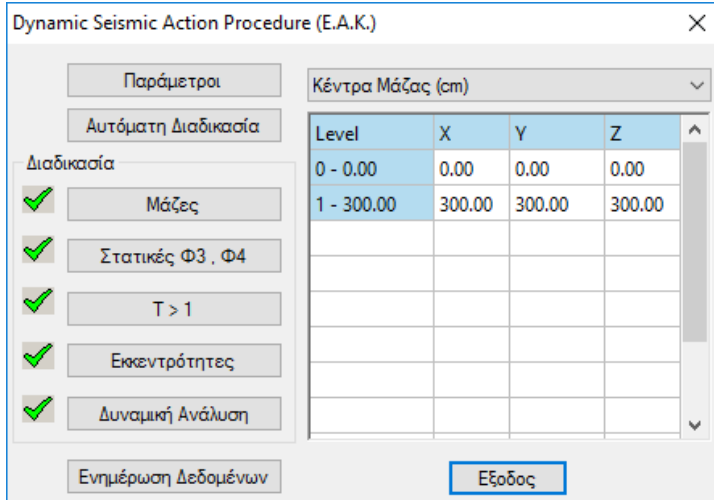 Dynamic Seismic Action Procedure (E.A.K.)
Παράμετροι
Αυτόματη Διαδικασία
Διαδικασία
Μάζες
Στατικές Φ3 , Φ4
T > 1
Εκκεντρότητες
Δυναμική Ανάλυση
Ενημέρωση Δεδομένων
Κέντρα Μάζας (cm)
Level X Y Z
0 - 0.00 0.00 0.00 0.00
1 - 300.00 300.00 300.00 300.00
Εξοδος